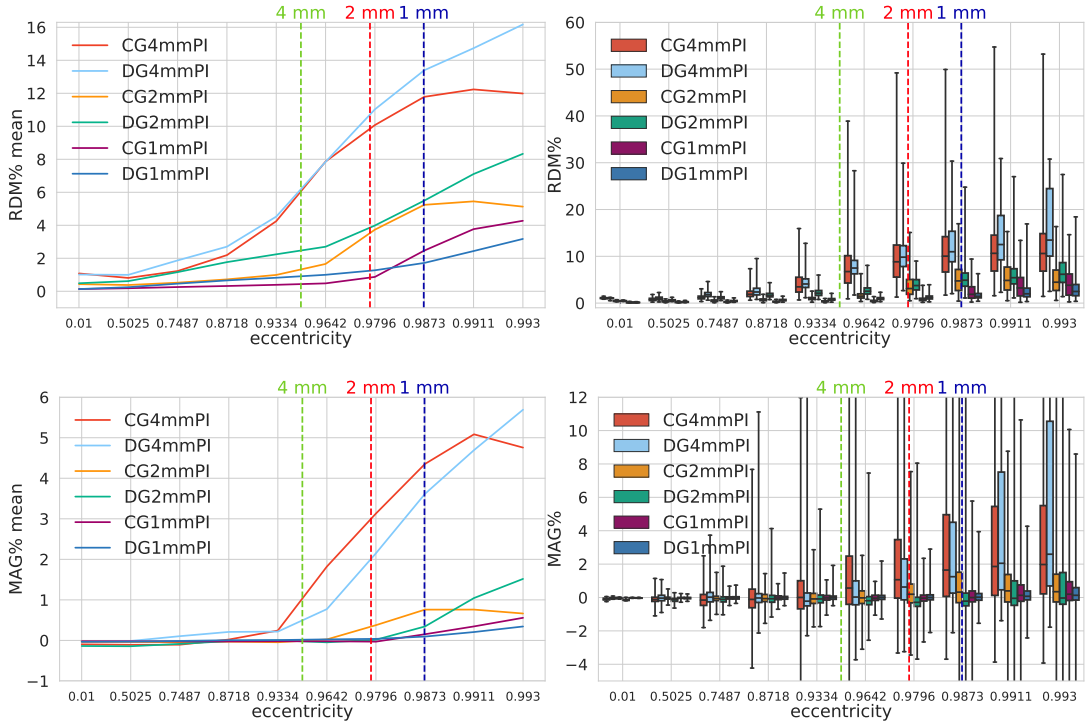 4 mm 2 mm 1 mm
RDM% mean
16
14
12
10
8
6
4
2
0
CG4mmPI
DG4mmPI
CG2mmPI
DG2mmPI
CG1mmPI
DG1mmPI
0.01 0.5025 0.7487 0.8718 0.9334 0.9642 0.9796 0.9873 0.9911 0.993
eccentricity
4 mm 2 mm 1 mm
RDM%
60
50
40
30
20
10
0
CG4mmPI
DG4mmPI
CG2mmPI
DG2mmPI
CG1mmPI
DG1mmPI
0.01 0.5025 0.7487 0.8718 0.9334 0.9642 0.9796 0.9873 0.9911 0.993
eccentricity
4 mm 2 mm 1 mm
MAG% mean
6
5
4
3
2
1
0
−1
CG4mmPI
DG4mmPI
CG2mmPI
DG2mmPI
CG1mmPI
DG1mmPI
0.01 0.5025 0.7487 0.8718 0.9334 0.9642 0.9796 0.9873 0.9911 0.993
eccentricity
4 mm 2 mm 1 mm
MAG%
12
10
8
6
4
2
0
−2
−4
CG4mmPI
DG4mmPI
CG2mmPI
DG2mmPI
CG1mmPI
DG1mmPI
0.01 0.5025 0.7487 0.8718 0.9334 0.9642 0.9796 0.9873 0.9911 0.993
eccentricity